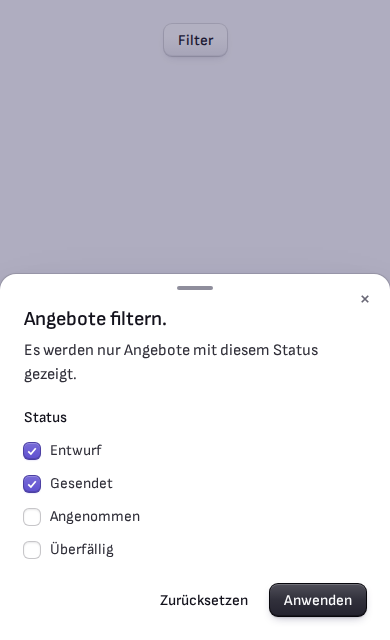 Filter
Angebote filtern.
Es werden nur Angebote mit diesem Status
gezeigt.
Status
Entwurf
Gesendet
Angenommen
Überfällig
Zurücksetzen
Anwenden